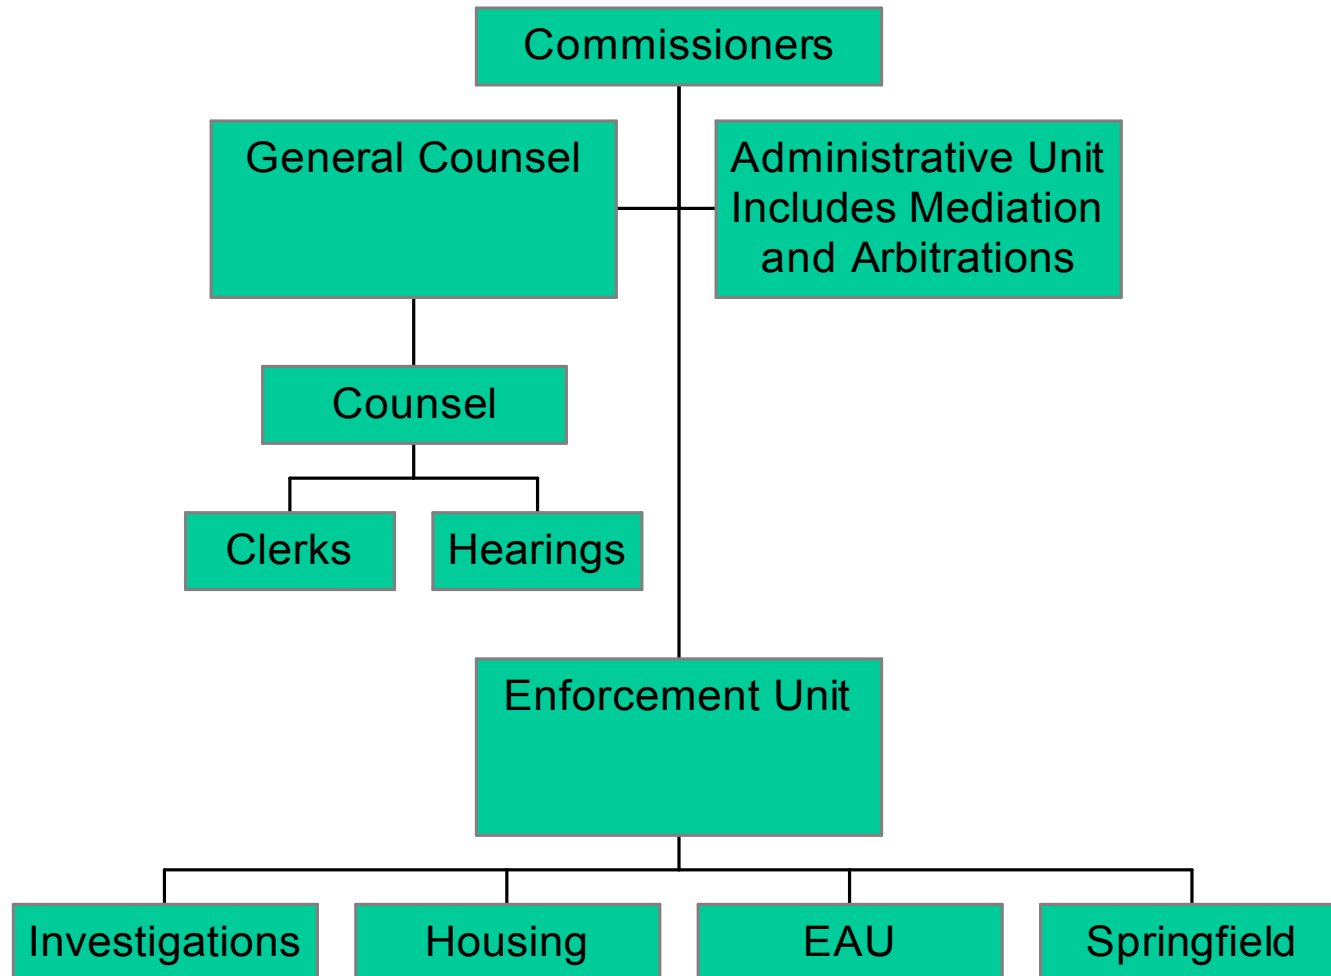 Commissioners
General Counsel
Administrative Unit
Includes Mediation
and Arbitrations
Counsel
Clerks
Hearings
Enforcement Unit
Investigations
Housing
EAU
Springfield